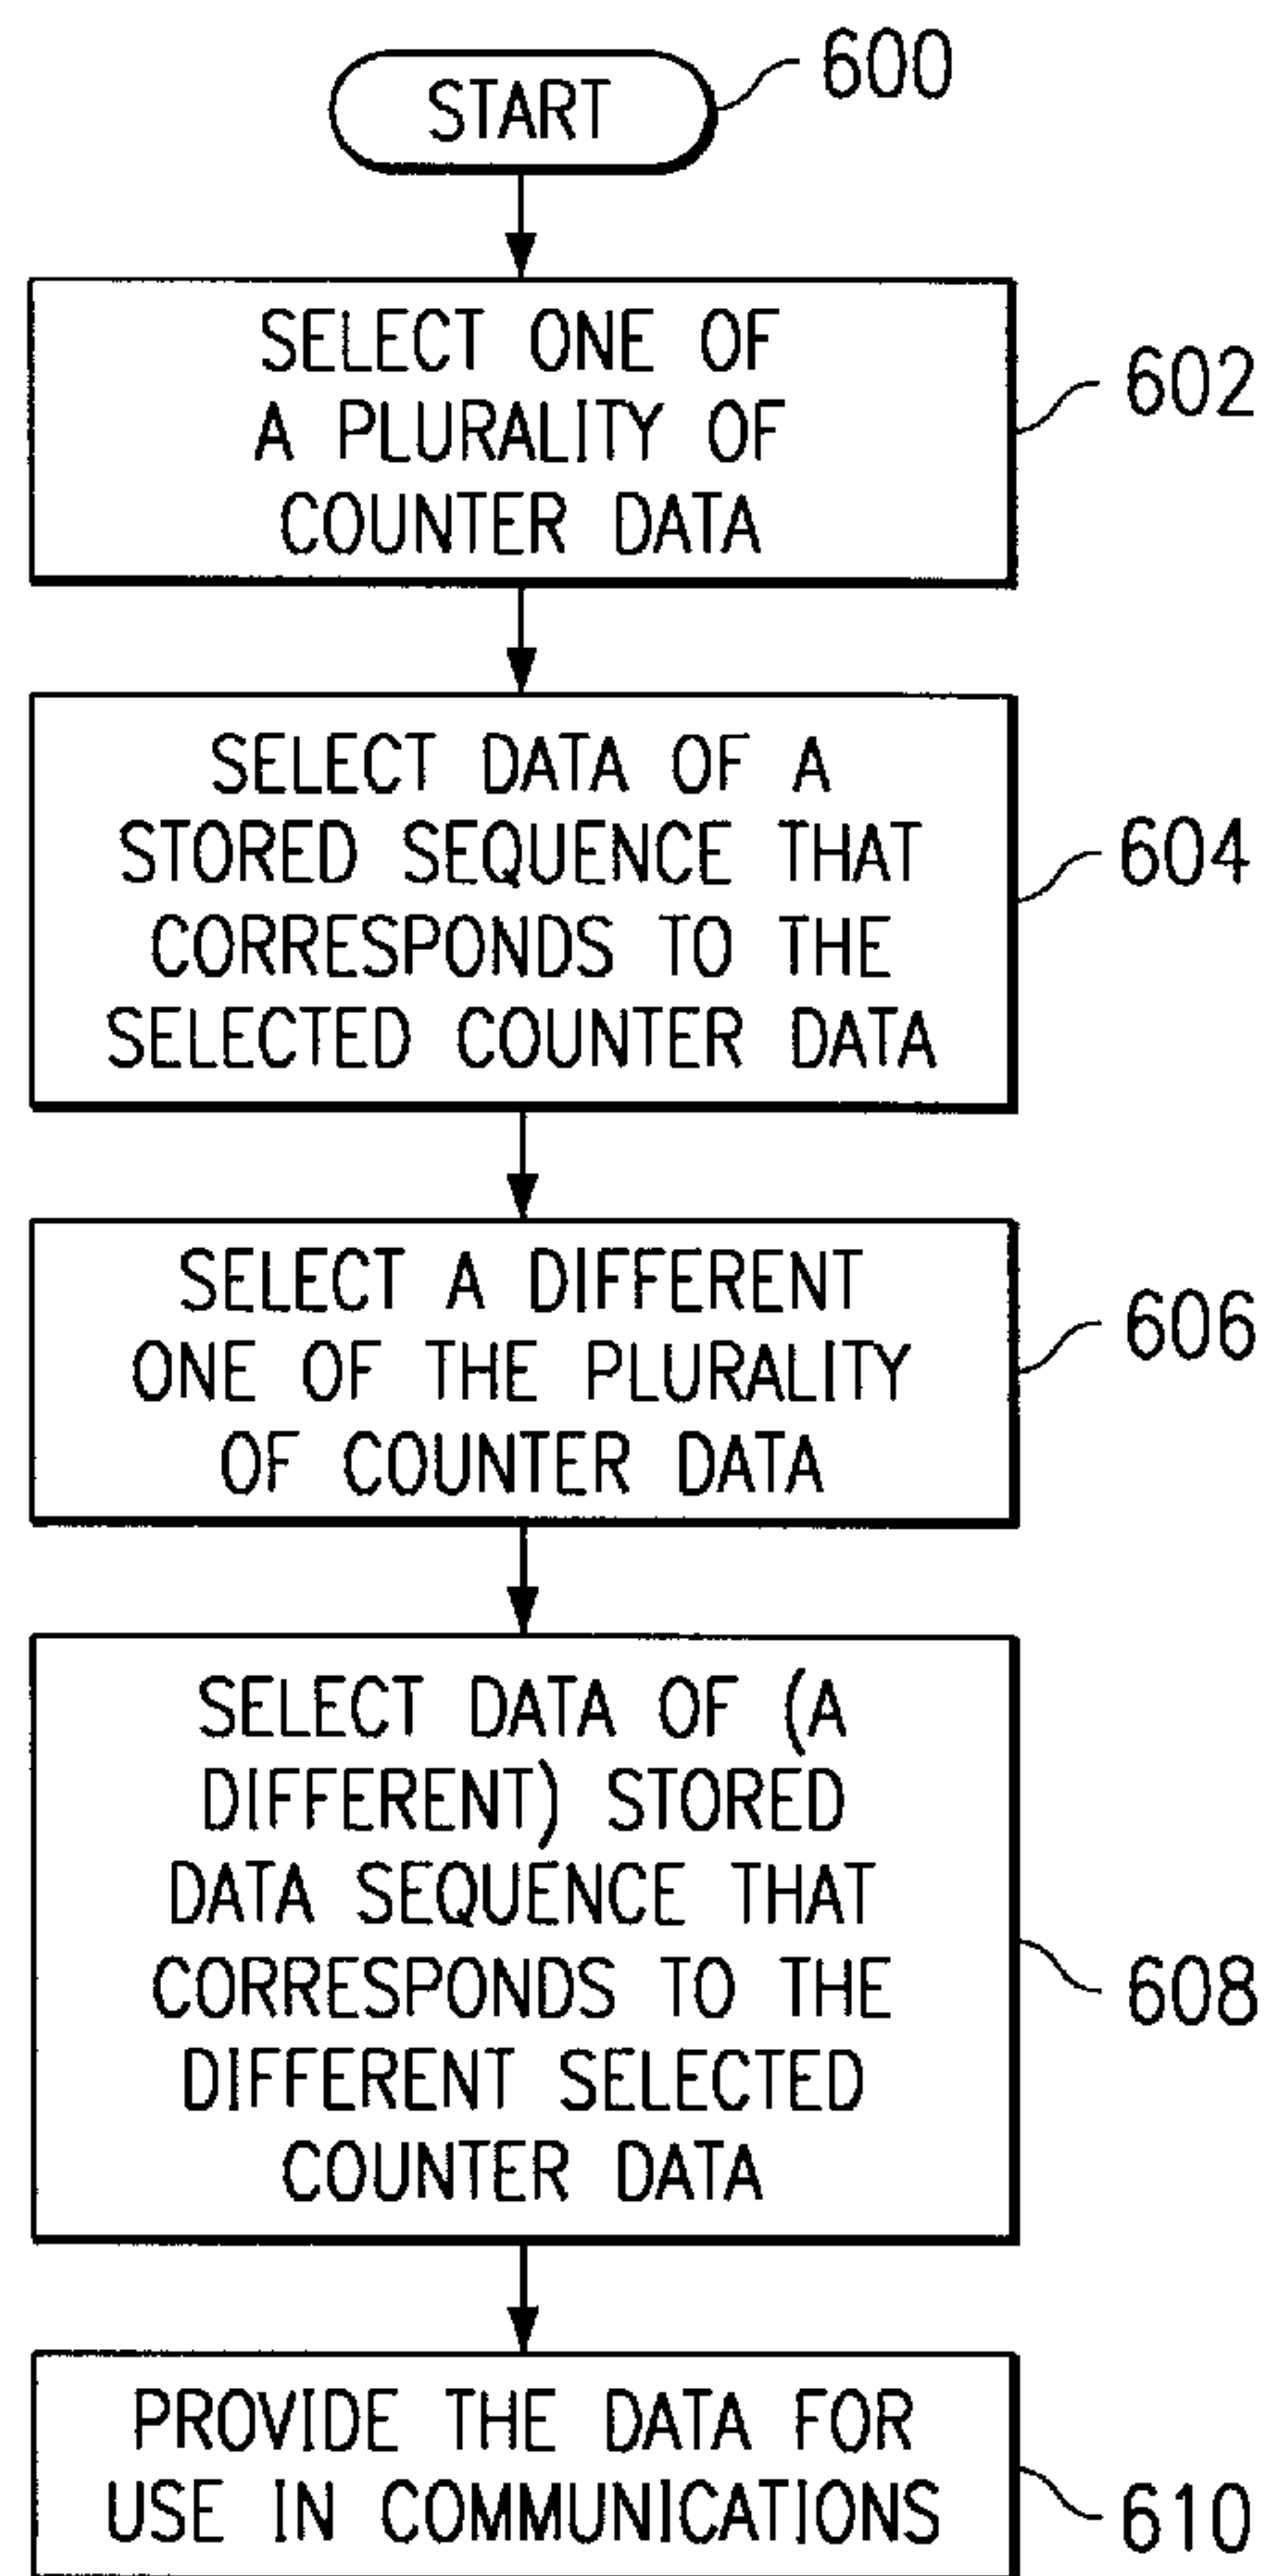 START
600
SELECT ONE OF
A PLURALITY OF
COUNTER DATA
602
SELECT DATA OF A
STORED SEQUENCE THAT
CORRESPONDS TO THE
SELECTED COUNTER DATA
604
SELECT A DIFFERENT
ONE OF THE PLURALITY
OF COUNTER DATA
606
SELECT DATA OF (A
DIFFERENT) STORED
DATA SEQUENCE THAT
CORRESPONDS TO THE
DIFFERENT SELECTED
COUNTER DATA
608
PROVIDE THE DATA FOR
USE IN COMMUNICATIONS
610